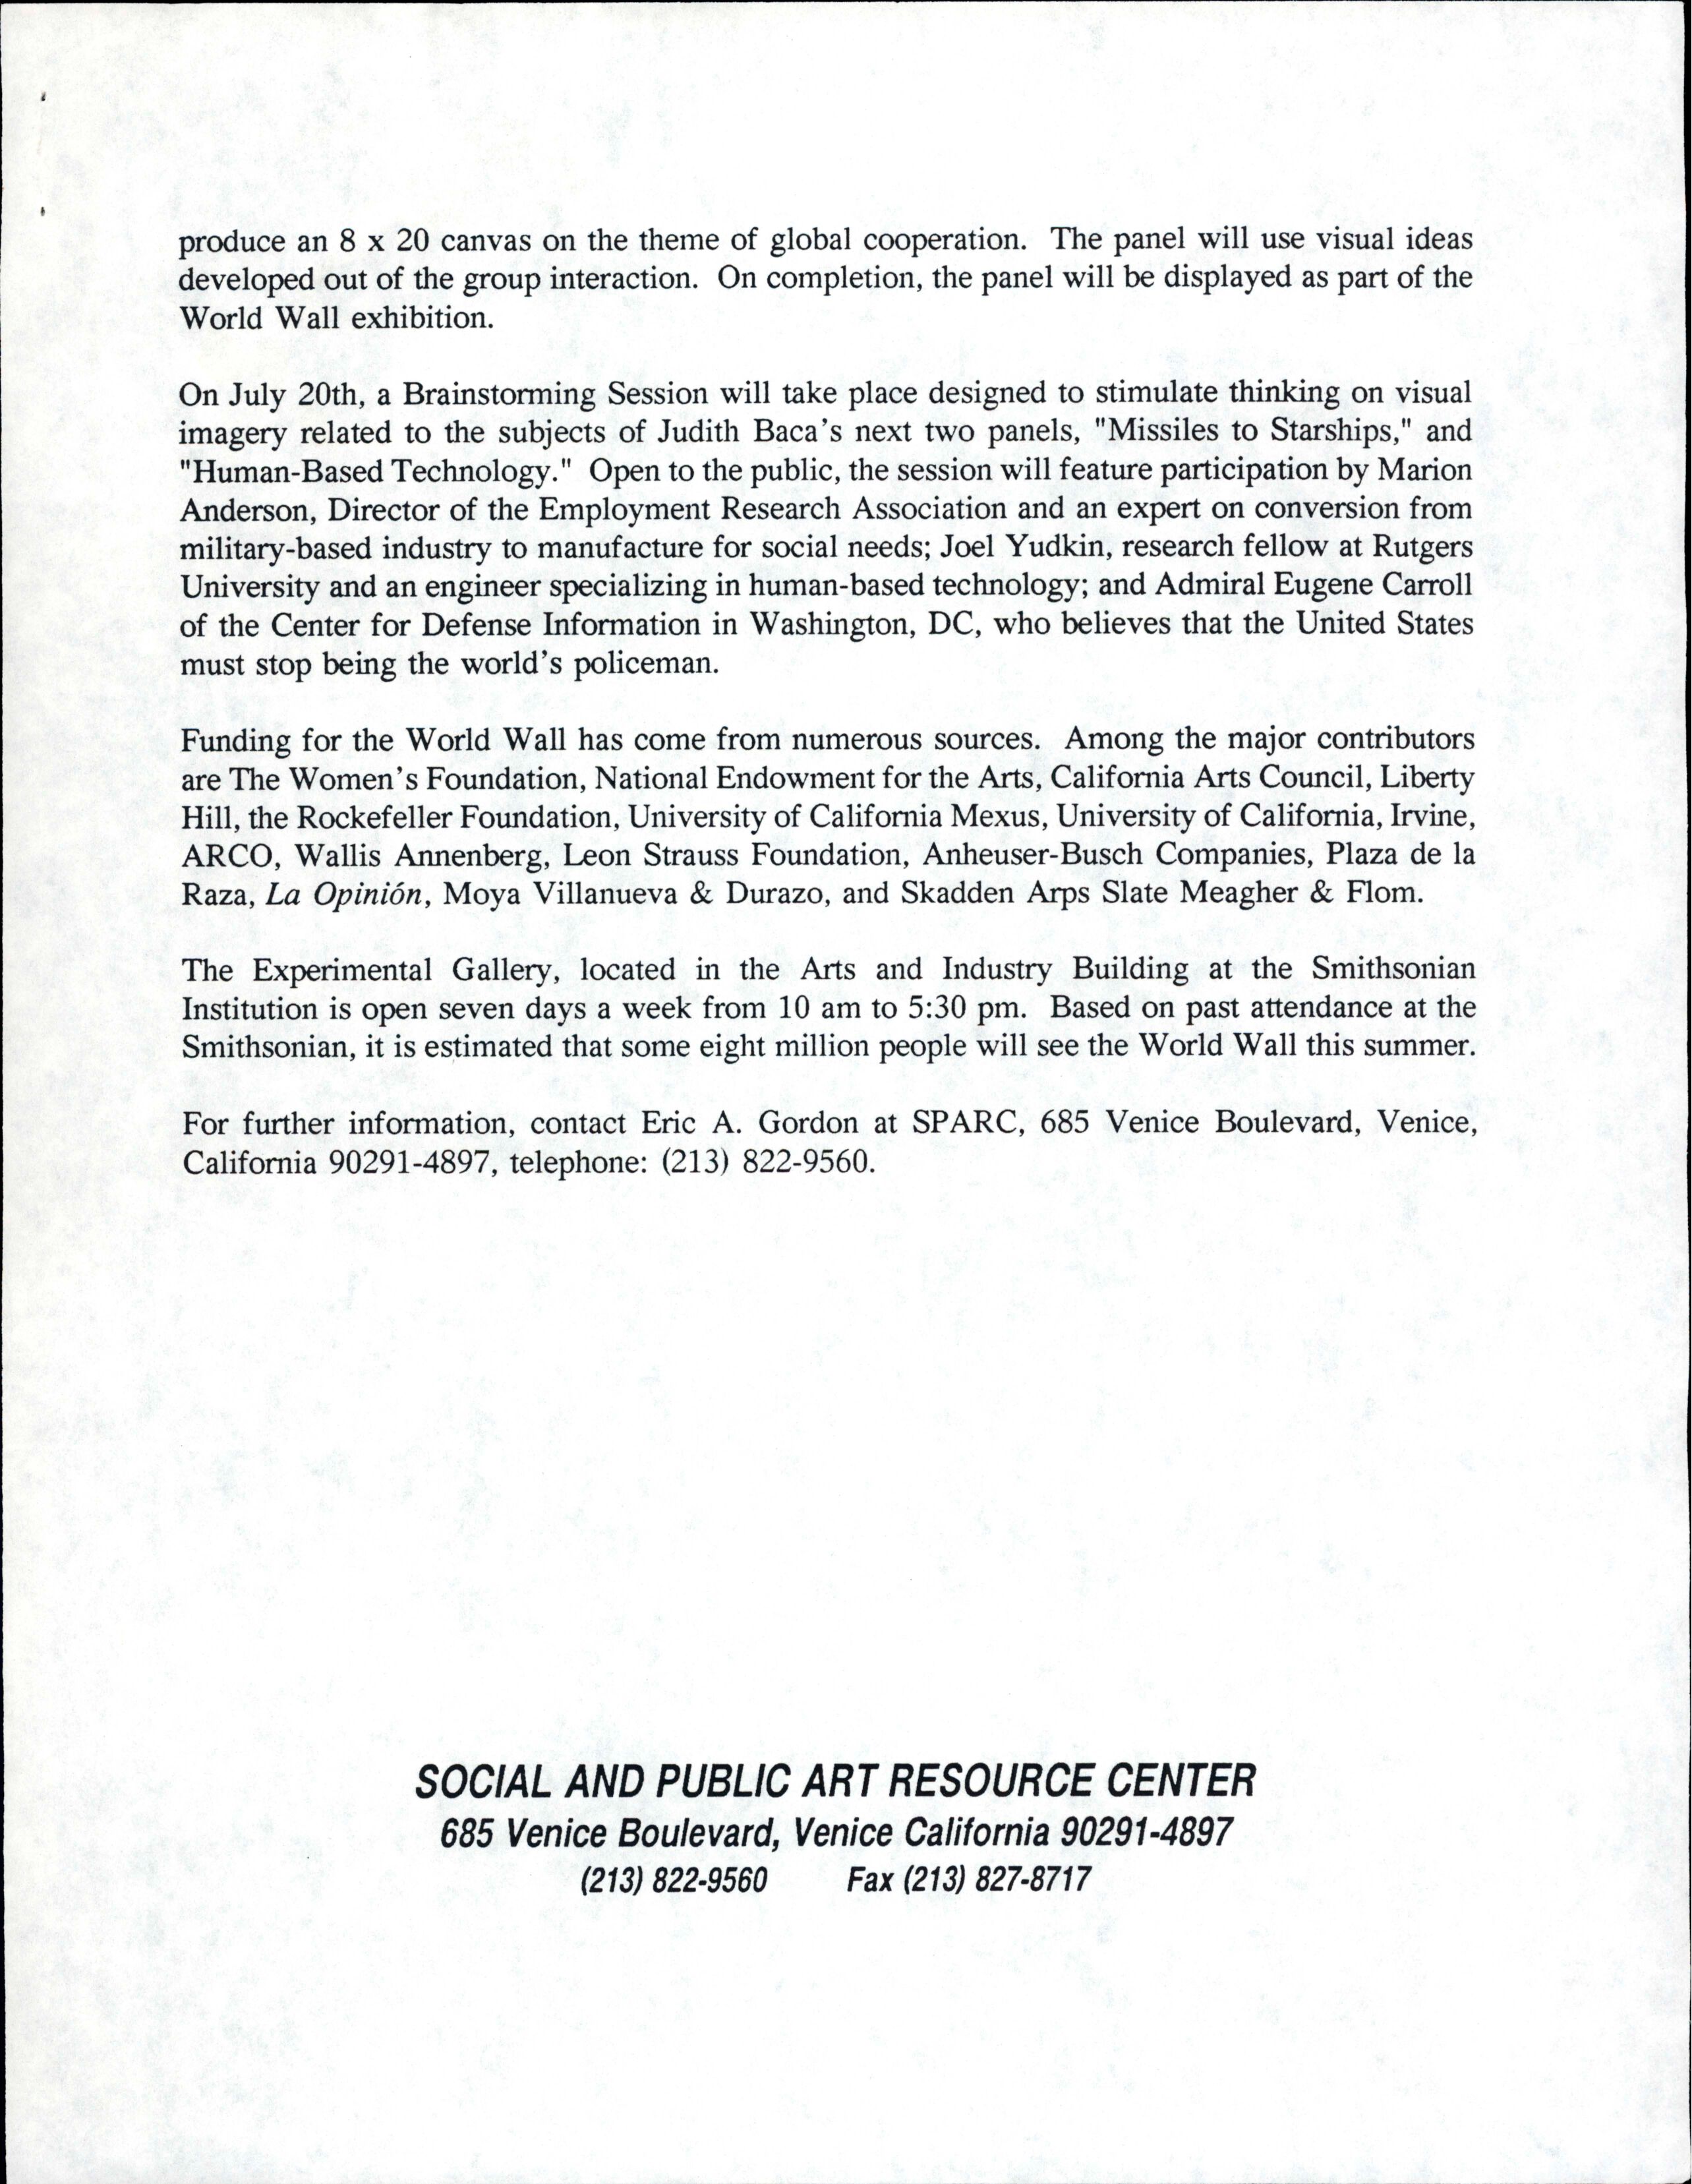 produce an 8 x 20 canvas on the theme of global cooperation. The panel will use visual ideas
developed out of the group interaction. On completion, the panel will be displayed as part of the
World Wall exhibition.
On July 20th, a Brainstorming Session will take place designed to stimulate thinking on visual
imagery related to the subjects of Judith Baca's next two panels, "Missiles to Starships," and
"Human-Based Technology." Open to the public, the session will feature participation by Marion
Anderson, Director of the Employment Research Association and an expert on conversion from
military-based industry to manufacture for social needs; Joel Yudkin, research fellow at Rutgers
University and an engineer specializing in human-based technology; and Admiral Eugene Carroll
of the Center for Defense Information in Washington, DC, who believes that the United States
must stop being the world's policeman.
Funding for the World Wall has come from numerous sources. Among the major contributors
are The Women's Foundation, National Endowment for the Arts, California Arts Council, Liberty
Hill, the Rockefeller Foundation, University of California Mexus, University of California, Irvine,
ARCO, Wallis Annenberg, Leon Strauss Foundation, Anheuser-Busch Companies, Plaza de la
Raza, La Opinión, Moya Villanueva & Durazo, and Skadden Arps Slate Meagher & Flom.
The Experimental Gallery, located in the Arts and Industry Building at the Smithsonian
Institution is open seven days a week from 10 am to 5:30 pm. Based on past attendance at the
Smithsonian, it is estimated that some eight million people will see the World Wall this summer.
For further information, contact Eric A. Gordon at SPARC, 685 Venice Boulevard, Venice,
California 90291-4897, telephone: (213) 822-9560.
SOCIAL AND PUBLIC ART RESOURCE CENTER
685 Venice Boulevard, Venice California 90291-4897
(213) 822-9560 Fax (213) 827-8717